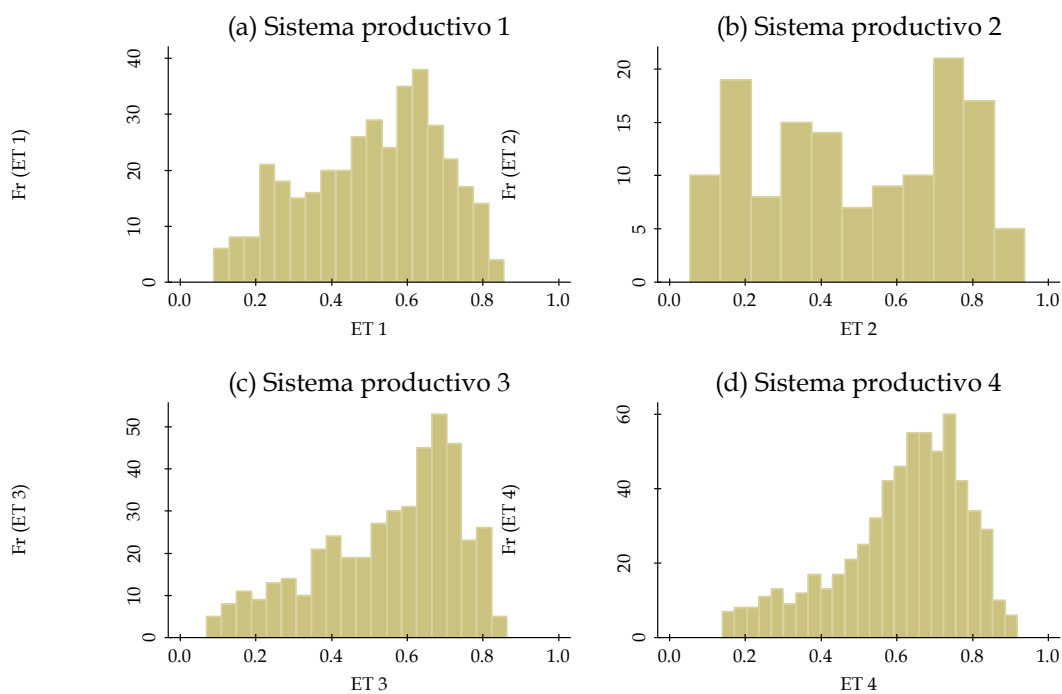 (a) Sistema productivo 1
Fr (ET 1)
40
30
20
10
0
0.0 0.2 0.4 0.6 0.8 1.0
ET 1
(b) Sistema productivo 2
Fr (ET 2)
20
15
10
5
0
0.0 0.2 0.4 0.6 0.8 1.0
ET 2
(c) Sistema productivo 3
Fr (ET 3)
50
40
30
20
10
0
0.0 0.2 0.4 0.6 0.8 1.0
ET 3
(d) Sistema productivo 4
Fr (ET 4)
60
40
20
0
0.0 0.2 0.4 0.6 0.8 1.0
ET 4